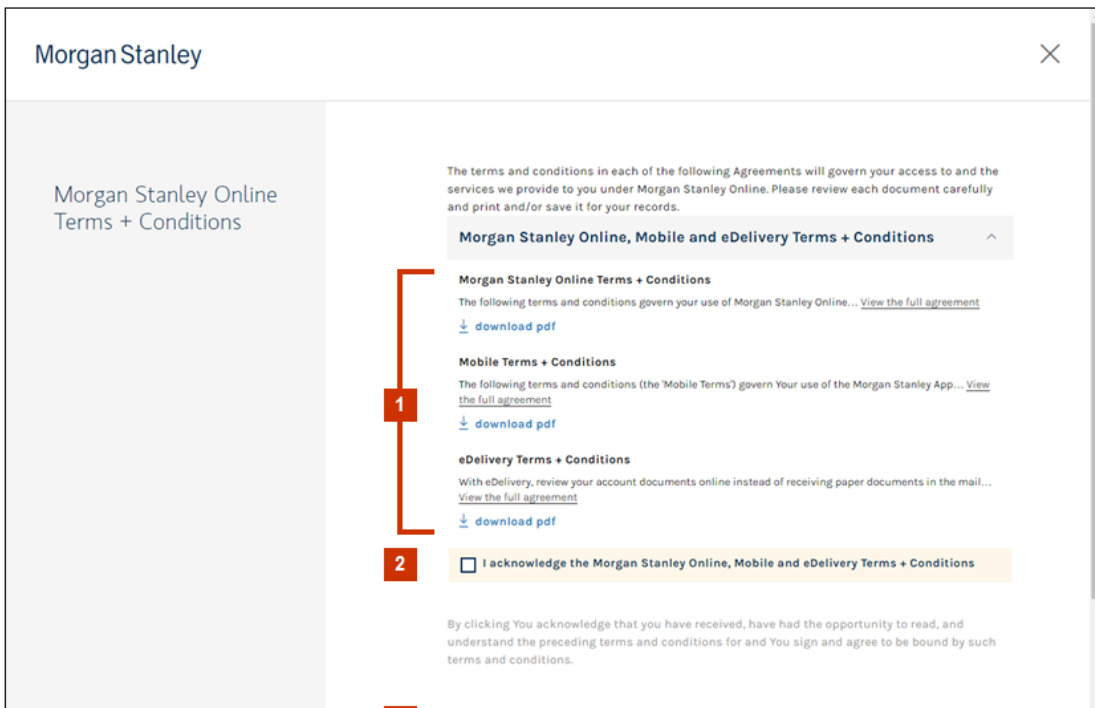 Morgan Stanley
Morgan Stanley Online
Terms + Conditions
The terms and conditions in each of the following Agreements will govern your access to and the
services we provide to you under Morgan Stanley Online. Please review each document carefully
and print and/or save it for your records.
Morgan Stanley Online, Mobile and eDelivery Terms + Conditions
1
Morgan Stanley Online Terms + Conditions
The following terms and conditions govern your use of Morgan Stanley Online... View the full agreement
download pdf
Mobile Terms + Conditions
The following terms and conditions (the 'Mobile Terms') govern Your use of the Morgan Stanley App... View
the full agreement
download pdf
eDelivery Terms + Conditions
With eDelivery, review your account documents online instead of receiving paper documents in the mail...
View the full agreement
download pdf
2
I acknowledge the Morgan Stanley Online, Mobile and eDelivery Terms + Conditions
By clicking You acknowledge that you have received, have had the opportunity to read, and
understand the preceding terms and conditions for and You sign and agree to be bound by such
terms and conditions.